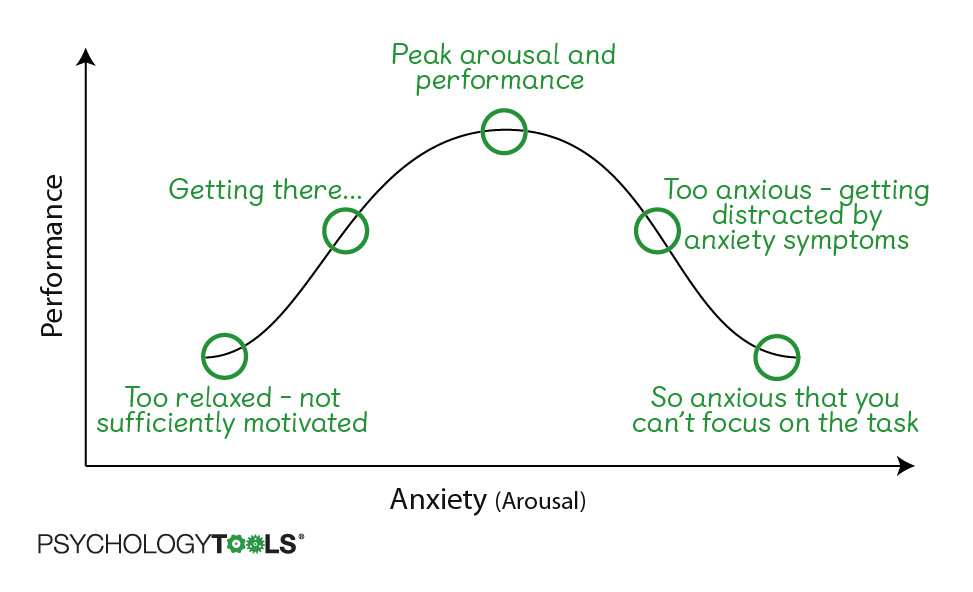 Peak arousal and
performance
Getting there...
Too anxious - getting
distracted by
anxiety symptoms
Performance
Too relaxed - not
sufficiently motivated
So anxious that you
can't focus on the task
Anxiety (Arousal)
PSYCHOLOGYTOOLS®